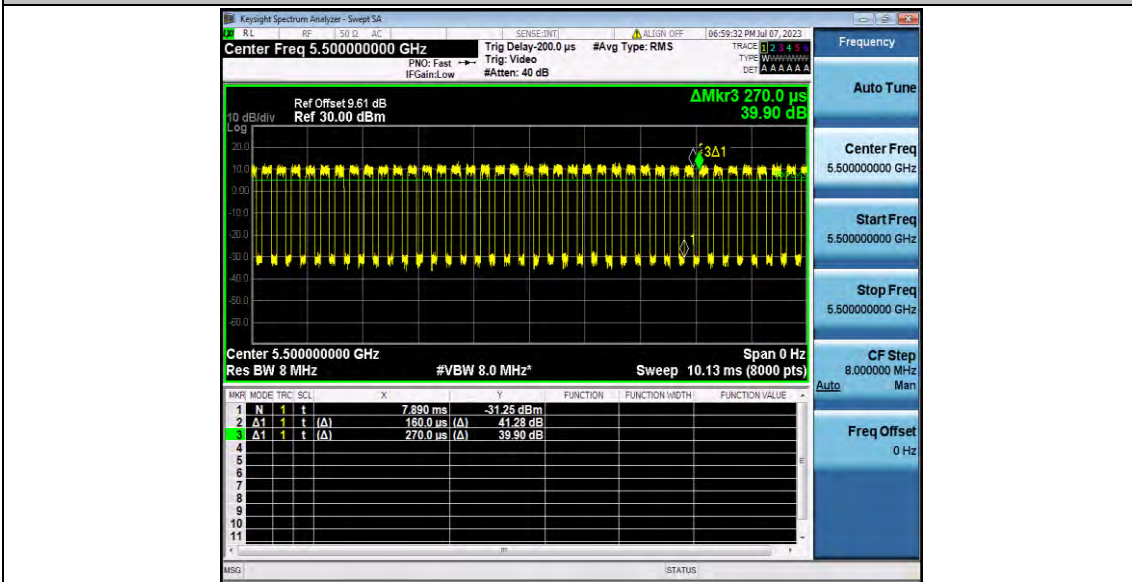 Keysight Spectrum Analyzer - Swept SA
RL RF 50 Ω AC SENSE:INT ALIGN OFF 06:59:32 PM Jul 07, 2023
Center Freq 5.500000000 GHz
PNO: Fast
IFGain:Low
Trig Delay-200.0 µs
Trig: Video
#Atten: 40 dB
#Avg Type: RMS
TRACE 1 2 3 4 5 6
TYPE WWWWWW
DET A A A A A A
Frequency
Auto Tune
Center Freq
5.500000000 GHz
Start Freq
5.500000000 GHz
Stop Freq
5.500000000 GHz
CF Step
8.000000 MHz
Auto Man
Freq Offset
0 Hz
ΔMkr3 270.0 µs
39.90 dB
Ref Offset 9.61 dB
10 dB/div Ref 30.00 dBm
Log
20.0
10.0
0.00
-10.0
-20.0
-30.0
-40.0
-50.0
-60.0
3Δ1
1
Center 5.500000000 GHz Span 0 Hz
Res BW 8 MHz #VBW 8.0 MHz* Sweep 10.13 ms (8000 pts)
MKR MODE TRC SCL X Y FUNCTION FUNCTION WIDTH FUNCTION VALUE
1 N 1 t 7.890 ms -31.25 dBm
2 Δ1 1 t (Δ) 160.0 µs (Δ) 41.28 dB
3 Δ1 1 t (Δ) 270.0 µs (Δ) 39.90 dB
4
5
6
7
8
9
10
11
MSG STATUS